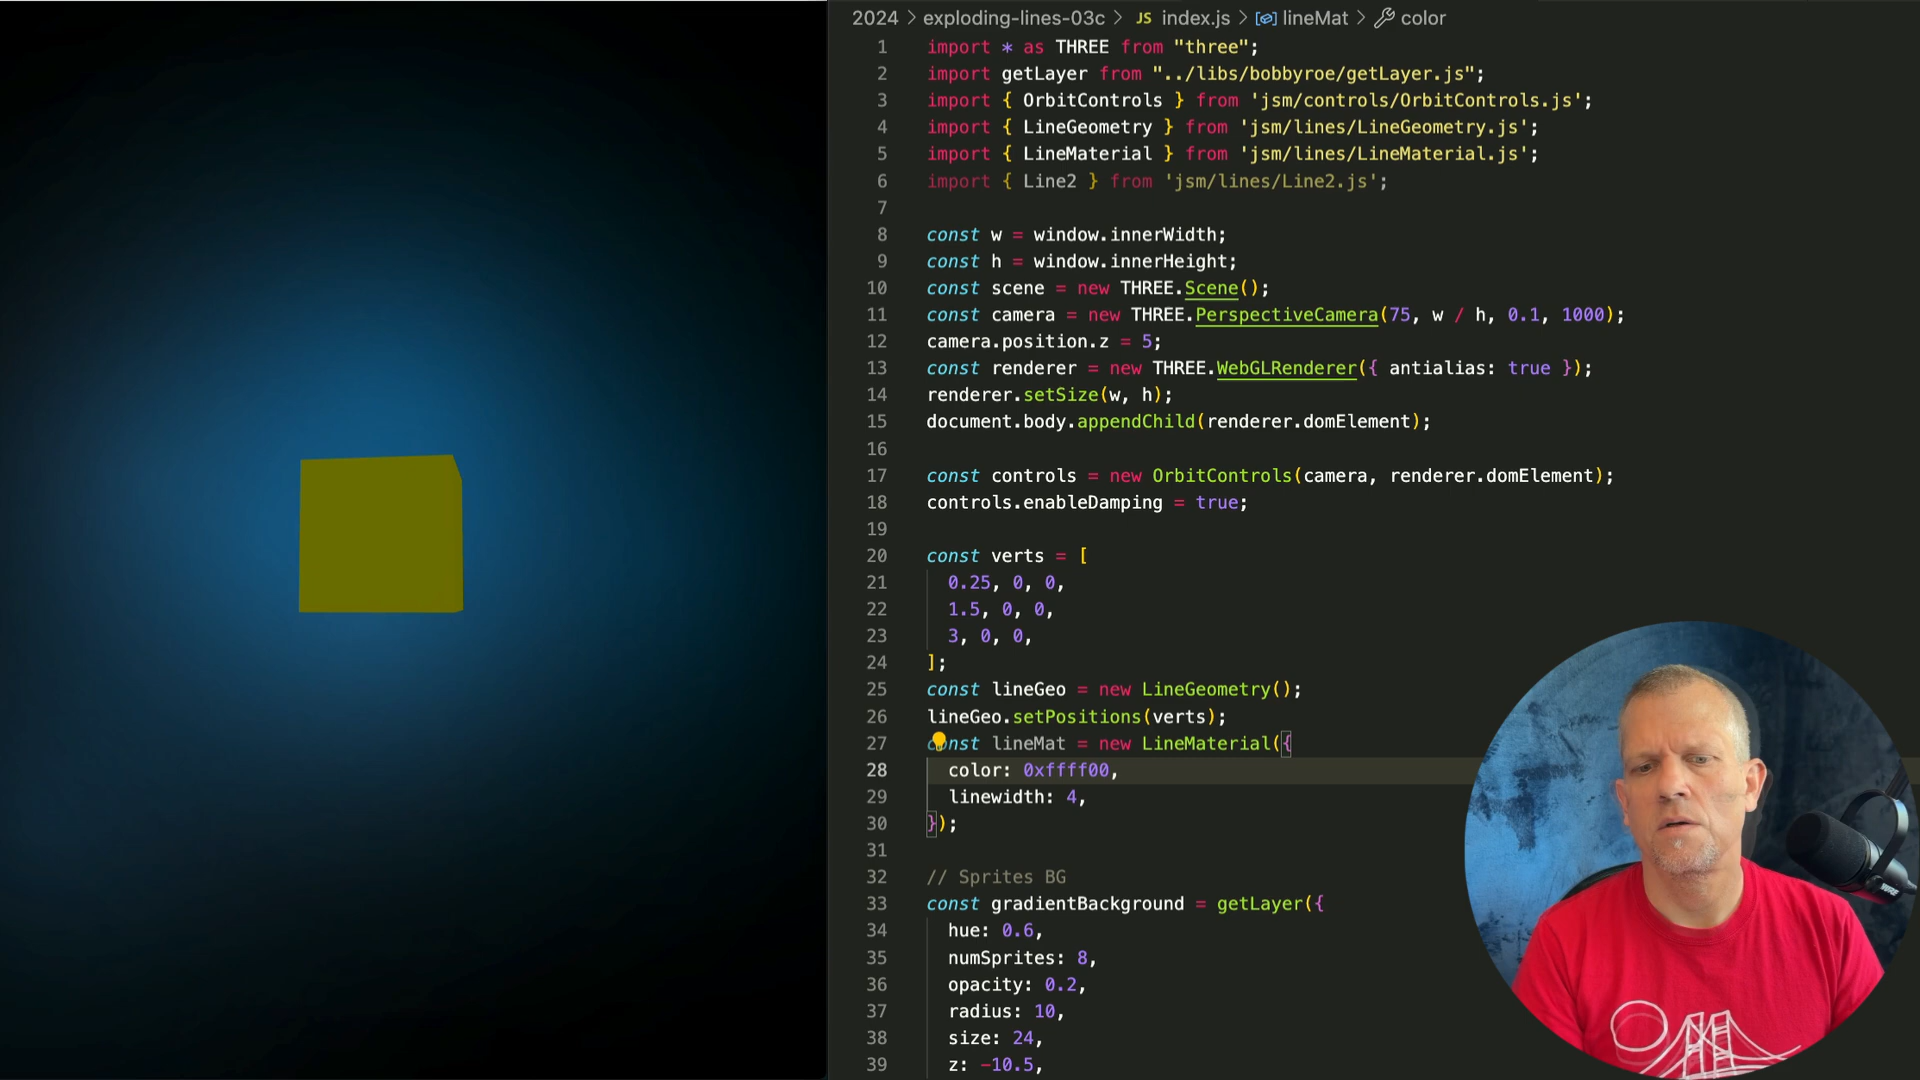 2024 > exploding-lines-03c > JS index.js > lineMat > color
1 import * as THREE from "three";
2 import getLayer from "../libs/bobbyroe/getLayer.js";
3 import { OrbitControls } from 'jsm/controls/OrbitControls.js';
4 import { LineGeometry } from 'jsm/lines/LineGeometry.js';
5 import { LineMaterial } from 'jsm/lines/LineMaterial.js';
6 import { Line2 } from 'jsm/lines/Line2.js';
7
8 const w = window.innerWidth;
9 const h = window.innerHeight;
10 const scene = new THREE.Scene();
11 const camera = new THREE.PerspectiveCamera(75, w / h, 0.1, 1000);
12 camera.position.z = 5;
13 const renderer = new THREE.WebGLRenderer({ antialias: true });
14 renderer.setSize(w, h);
15 document.body.appendChild(renderer.domElement);
16
17 const controls = new OrbitControls(camera, renderer.domElement);
18 controls.enableDamping = true;
19
20 const verts = [
21 0.25, 0, 0,
22 1.5, 0, 0,
23 3, 0, 0,
24 ];
25 const lineGeo = new LineGeometry();
26 lineGeo.setPositions(verts);
27 const lineMat = new LineMaterial({
28 color: 0xffff00,
29 linewidth: 4,
30 });
31
32 // Sprites BG
33 const gradientBackground = getLayer({
34 hue: 0.6,
35 numSprites: 8,
36 opacity: 0.2,
37 radius: 10,
38 size: 24,
39 z: -10.5,